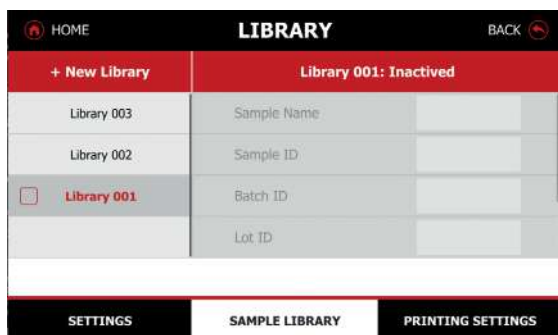 HOME LIBRARY BACK
+ New Library Library 001: Inactived
Library 003 Sample Name
Library 002 Sample ID
Library 001 Batch ID
Lot ID
SETTINGS SAMPLE LIBRARY PRINTING SETTINGS